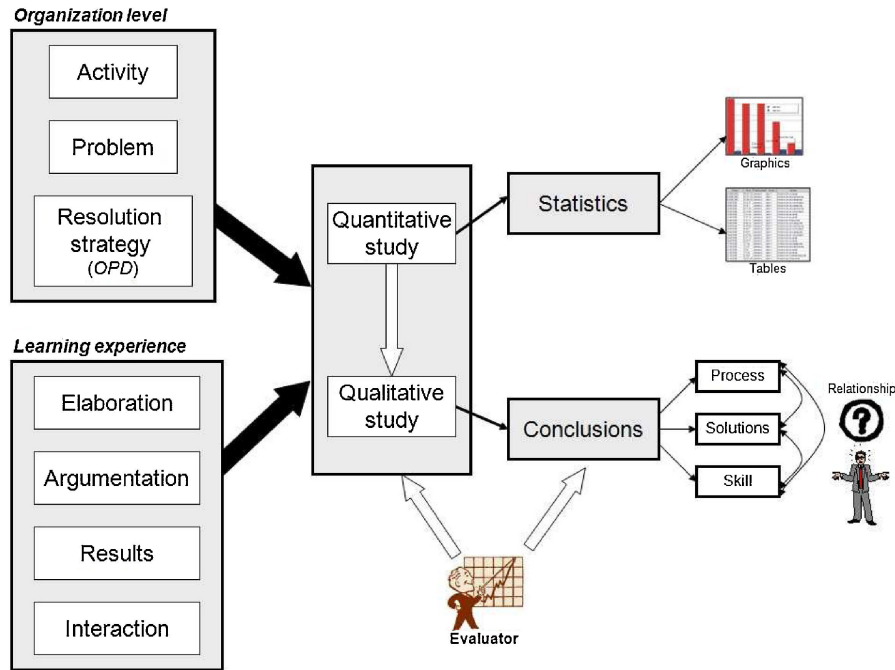 Organization level
Activity
Problem
Resolution
strategy
(OPD)
Learning experience
Elaboration
Argumentation
Results
Interaction
Quantitative
study
Qualitative
study
Statistics
Conclusions
Graphics
Tables
Process
Solutions
Skill
Relationship
?
Evaluator